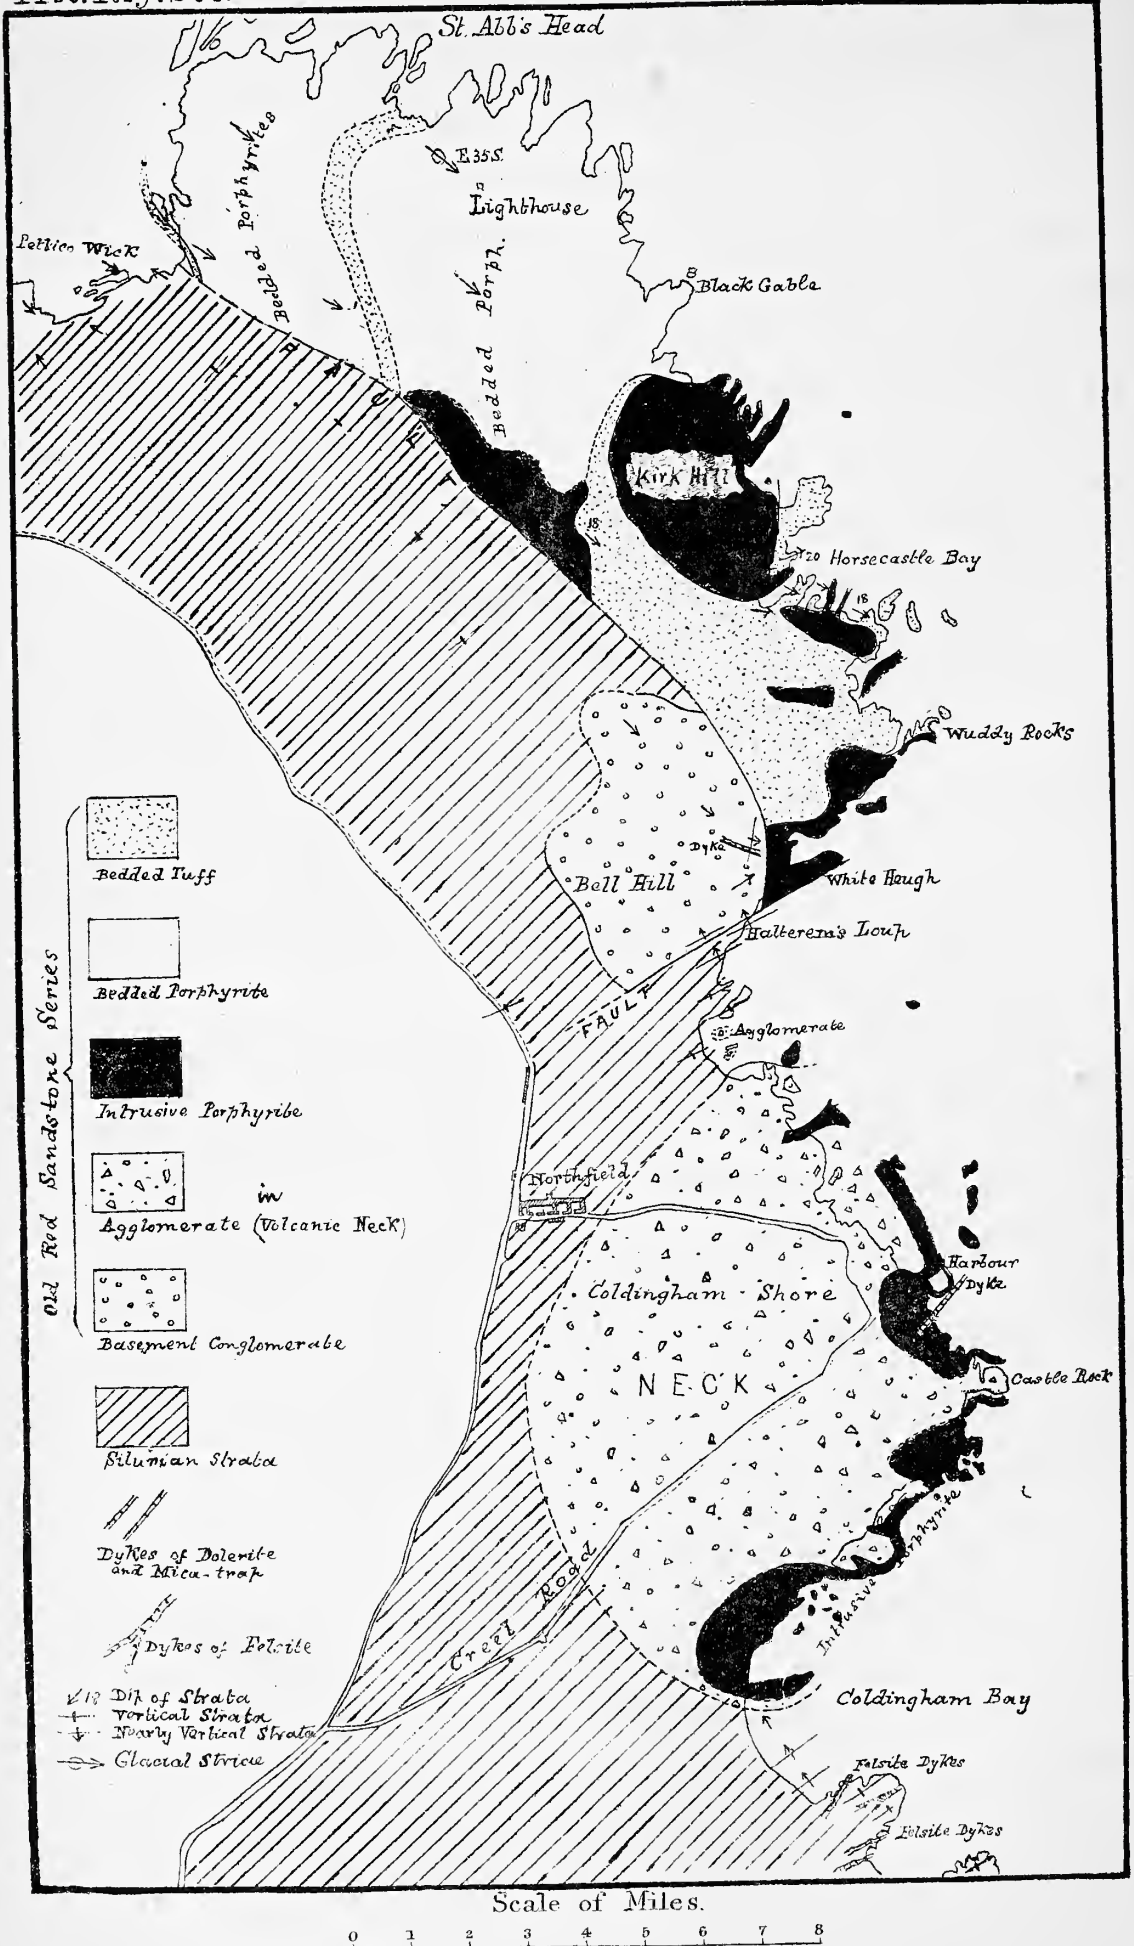 St. Abb's Head
Bedded Porphyrites
E35S.
Lighthouse
Pettico Wick
Bedded Porph.
Black Gable
FAULT
Kirk Hill
18
20
Horsecastle Bay
18
Wuddy Rocks
Dyke
Bell Hill
White Heugh
Halterem's Loup
FAULT
Agglomerate
Northfield
Coldingham Shore
NECK
Harbour
Dyke
Castle Rock
Intrusive Porphyrite
Creel Road
Coldingham Bay
Felsite Dykes
Felsite Dykes
Old Red Sandstone Series
Bedded Tuff
Bedded Porphyrite
Intrusive Porphyrite
in
Agglomerate (Volcanic Neck)
Basement Conglomerate
Silurian Strata
Dykes of Dolerite
and Mica-trap
Dykes of Felsite
18 Dip of Strata
Vertical Strata
Nearly Vertical Strata
Glacial Striae
Scale of Miles.
0 1 2 3 4 5 6 7 8